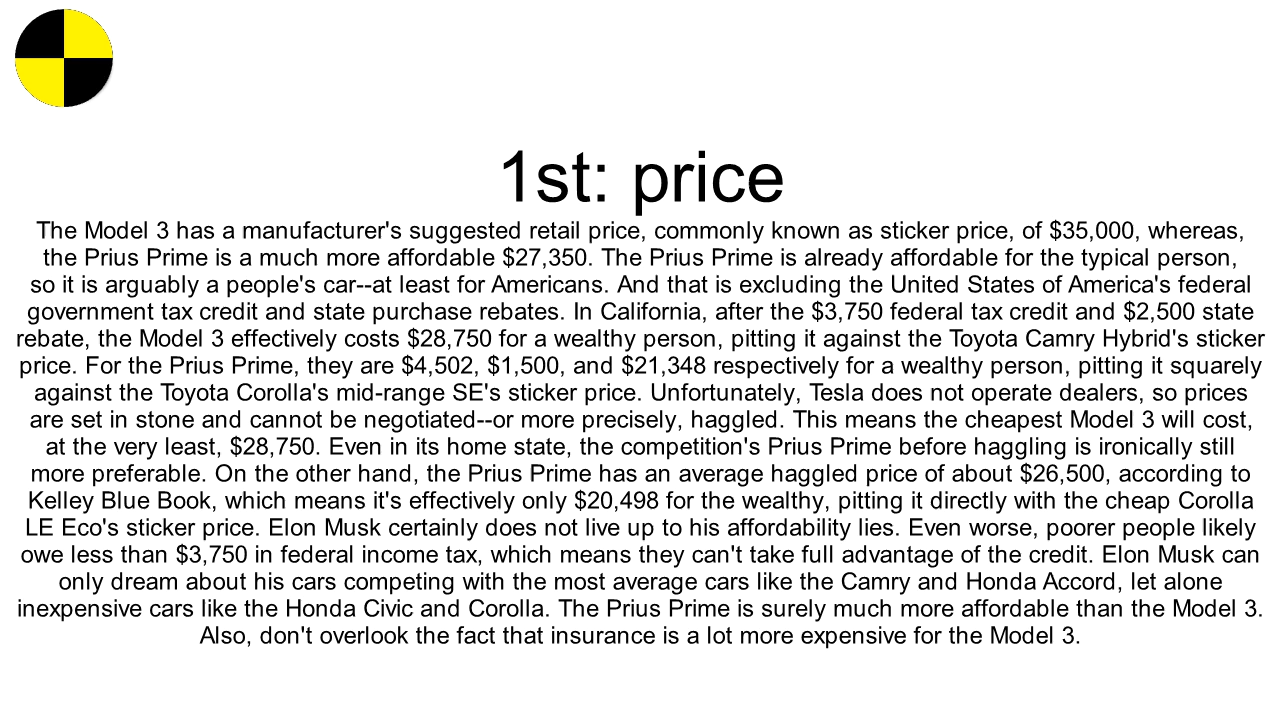 1st: price
The Model 3 has a manufacturer's suggested retail price, commonly known as sticker price, of $35,000, whereas,
the Prius Prime is a much more affordable $27,350. The Prius Prime is already affordable for the typical person,
so it is arguably a people's car--at least for Americans. And that is excluding the United States of America's federal
government tax credit and state purchase rebates. In California, after the $3,750 federal tax credit and $2,500 state
rebate, the Model 3 effectively costs $28,750 for a wealthy person, pitting it against the Toyota Camry Hybrid's sticker
price. For the Prius Prime, they are $4,502, $1,500, and $21,348 respectively for a wealthy person, pitting it squarely
against the Toyota Corolla's mid-range SE's sticker price. Unfortunately, Tesla does not operate dealers, so prices
are set in stone and cannot be negotiated--or more precisely, haggled. This means the cheapest Model 3 will cost,
at the very least, $28,750. Even in its home state, the competition's Prius Prime before haggling is ironically still
more preferable. On the other hand, the Prius Prime has an average haggled price of about $26,500, according to
Kelley Blue Book, which means it's effectively only $20,498 for the wealthy, pitting it directly with the cheap Corolla
LE Eco's sticker price. Elon Musk certainly does not live up to his affordability lies. Even worse, poorer people likely
owe less than $3,750 in federal income tax, which means they can't take full advantage of the credit. Elon Musk can
only dream about his cars competing with the most average cars like the Camry and Honda Accord, let alone
inexpensive cars like the Honda Civic and Corolla. The Prius Prime is surely much more affordable than the Model 3.
Also, don't overlook the fact that insurance is a lot more expensive for the Model 3.